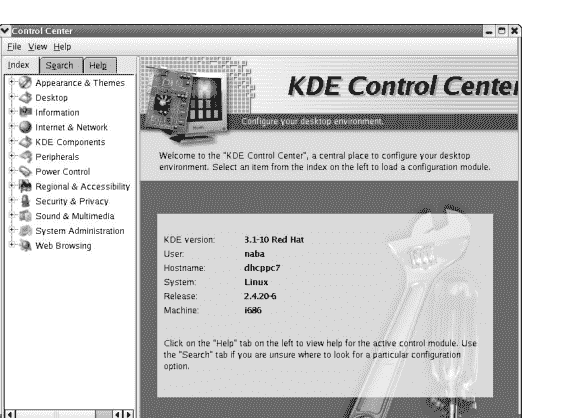 Control Center
File View Help
Index Search Help
Appearance & Themes
Desktop
Information
Internet & Network
KDE Components
Peripherals
Power Control
Regional & Accessibility
Security & Privacy
Sound & Multimedia
System Administration
Web Browsing
KDE Control Center
Configure your desktop environment.
Welcome to the "KDE Control Center", a central place to configure your desktop
environment. Select an item from the index on the left to load a configuration module.
KDE version: 3.1-10 Red Hat
User: naba
Hostname: dhcppc7
System: Linux
Release: 2.4.20-6
Machine: i686
Click on the "Help" tab on the left to view help for the active control module. Use
the "Search" tab if you are unsure where to look for a particular configuration
option.